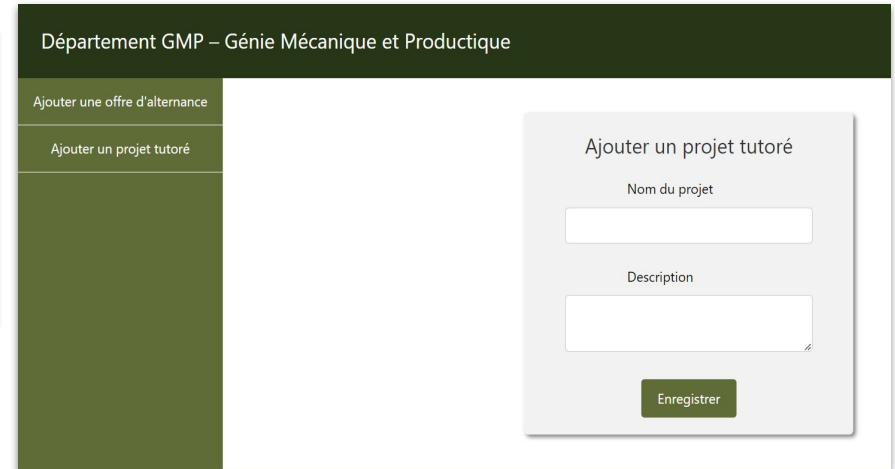 Département GMP – Génie Mécanique et Productique
Ajouter une offre d'alternance
Ajouter un projet tutoré
Ajouter un projet tutoré
Nom du projet
Description
Enregistrer